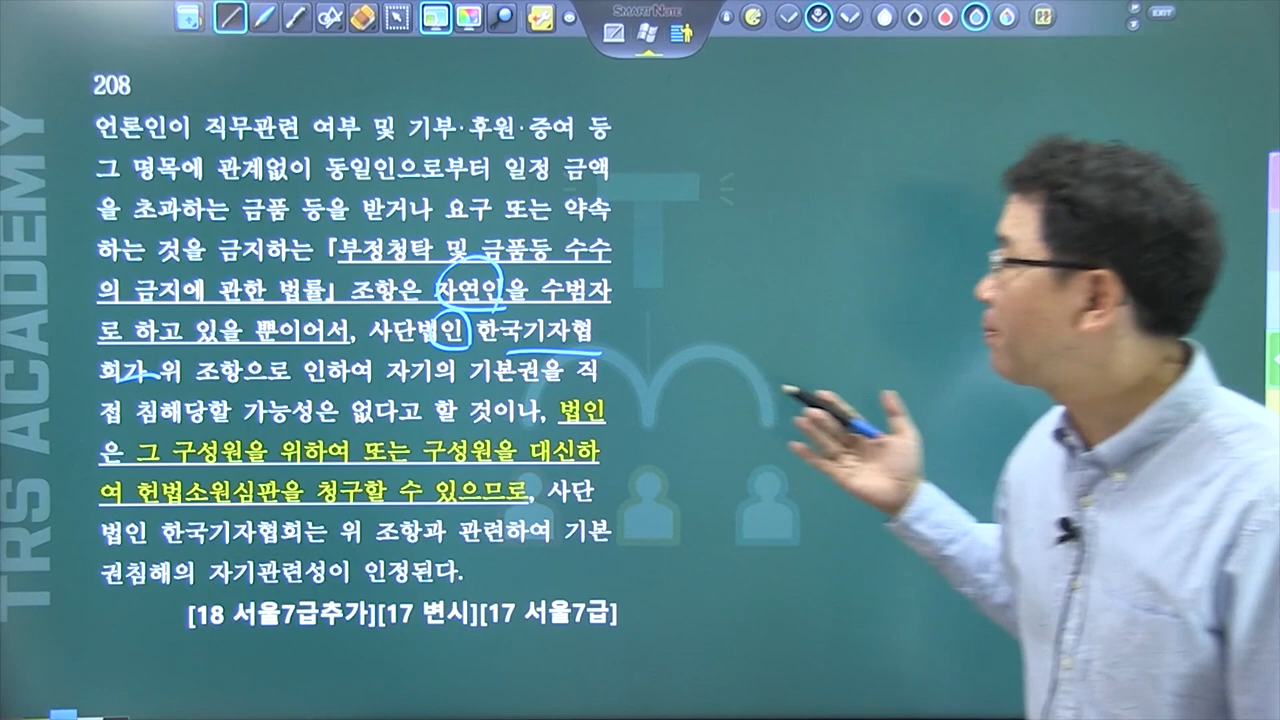 SMART NOTE
EXIT
TRS ACADEMY
208
언론인이 직무관련 여부 및 기부·후원·증여 등
그 명목에 관계없이 동일인으로부터 일정 금액
을 초과하는 금품 등을 받거나 요구 또는 약속
하는 것을 금지하는 「부정청탁 및 금품등 수수
의 금지에 관한 법률」 조항은 자연인을 수범자
로 하고 있을 뿐이어서, 사단법인 한국기자협
회가 위 조항으로 인하여 자기의 기본권을 직
접 침해당할 가능성은 없다고 할 것이나, 법인
은 그 구성원을 위하여 또는 구성원을 대신하
여 헌법소원심판을 청구할 수 있으므로, 사단
법인 한국기자협회는 위 조항과 관련하여 기본
권침해의 자기관련성이 인정된다.
[18 서울7급추가][17 변시][17 서울7급]